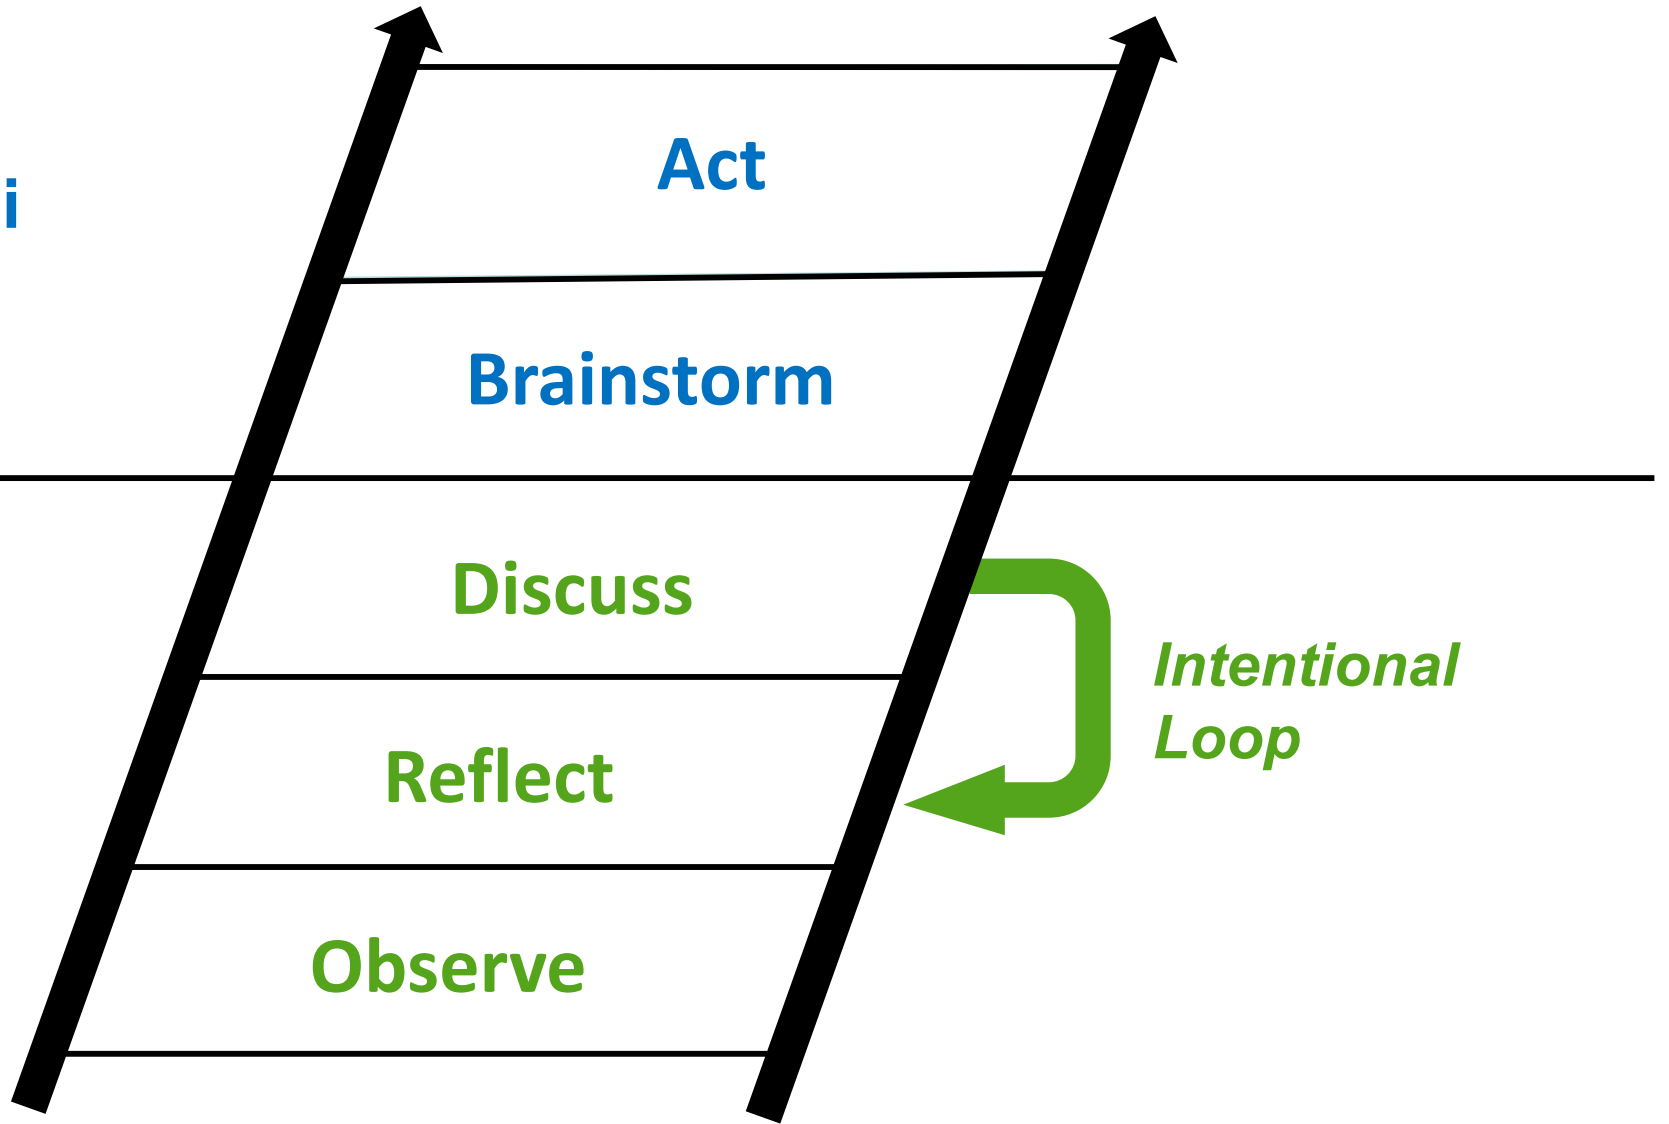 Act
i
Brainstorm
Discuss
Intentional
Loop
Reflect
Observe